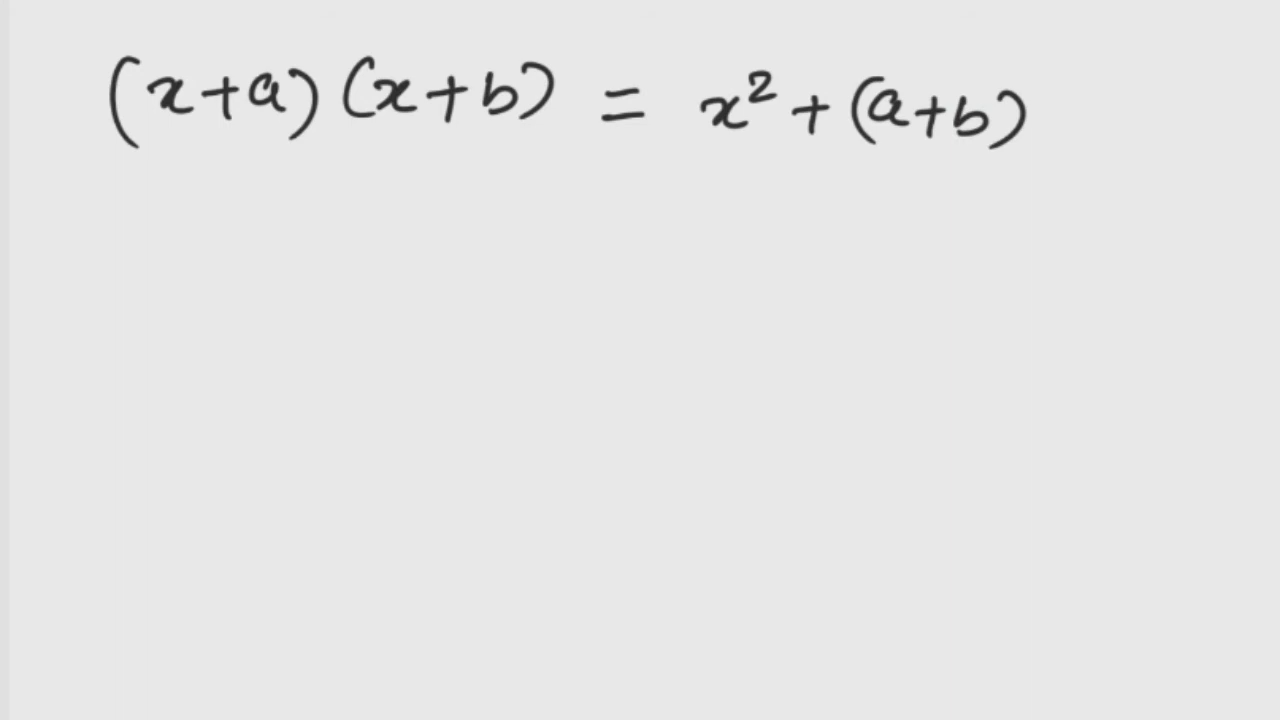 (x+a) (x+b) = x² + (a+b)